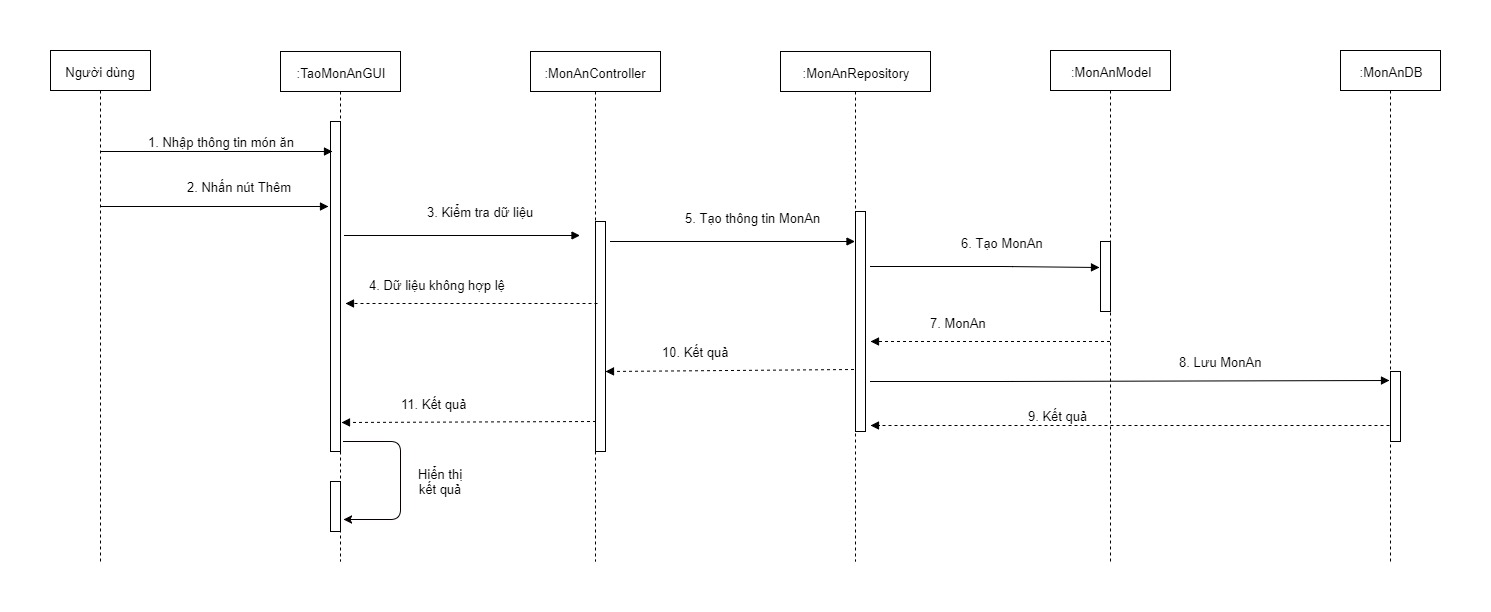 Người dùng
:TaoMonAnGUI
:MonAnController
:MonAnRepository
:MonAnModel
:MonAnDB
1. Nhập thông tin món ăn
2. Nhấn nút Thêm
3. Kiểm tra dữ liệu
5. Tạo thông tin MonAn
6. Tạo MonAn
4. Dữ liệu không hợp lệ
7. MonAn
10. Kết quả
8. Lưu MonAn
11. Kết quả
9. Kết quả
Hiển thị
kết quả